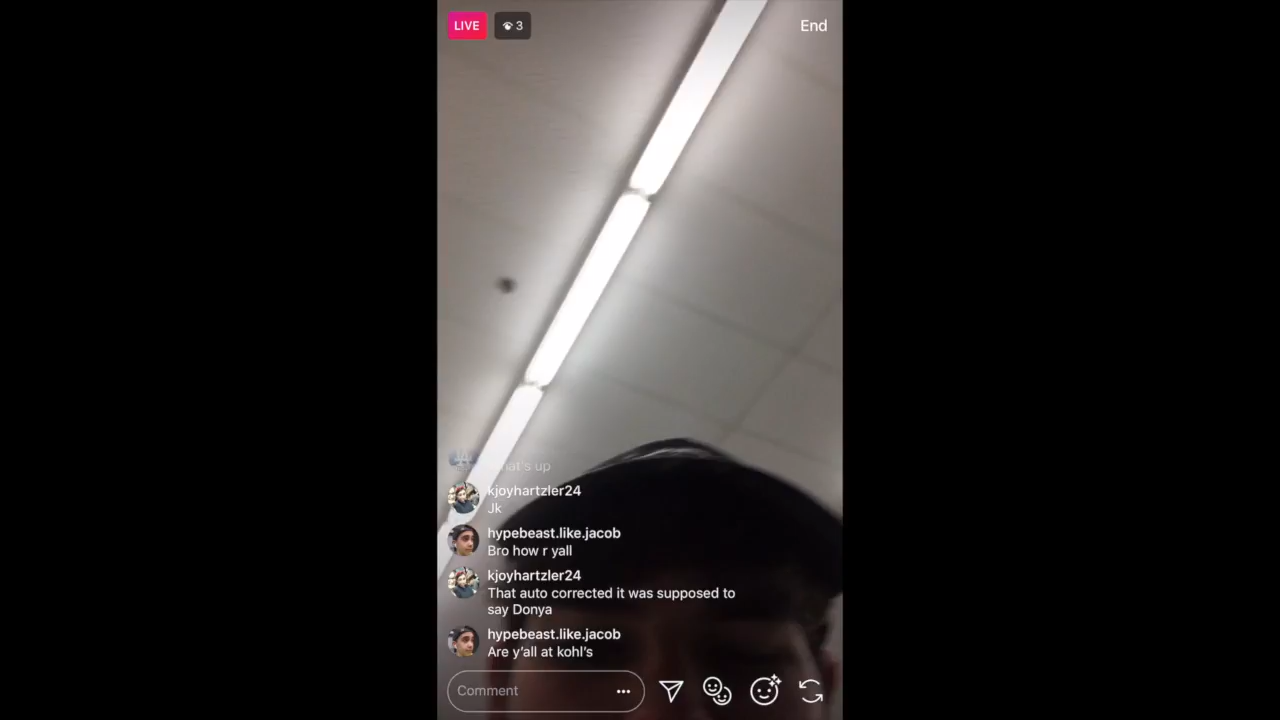 LIVE
3
End
what's up
kjoyhartzler24
Jk
hypebeast.like.jacob
Bro how r yall
kjoyhartzler24
That auto corrected it was supposed to
say Donya
hypebeast.like.jacob
Are y’all at kohl’s
Comment